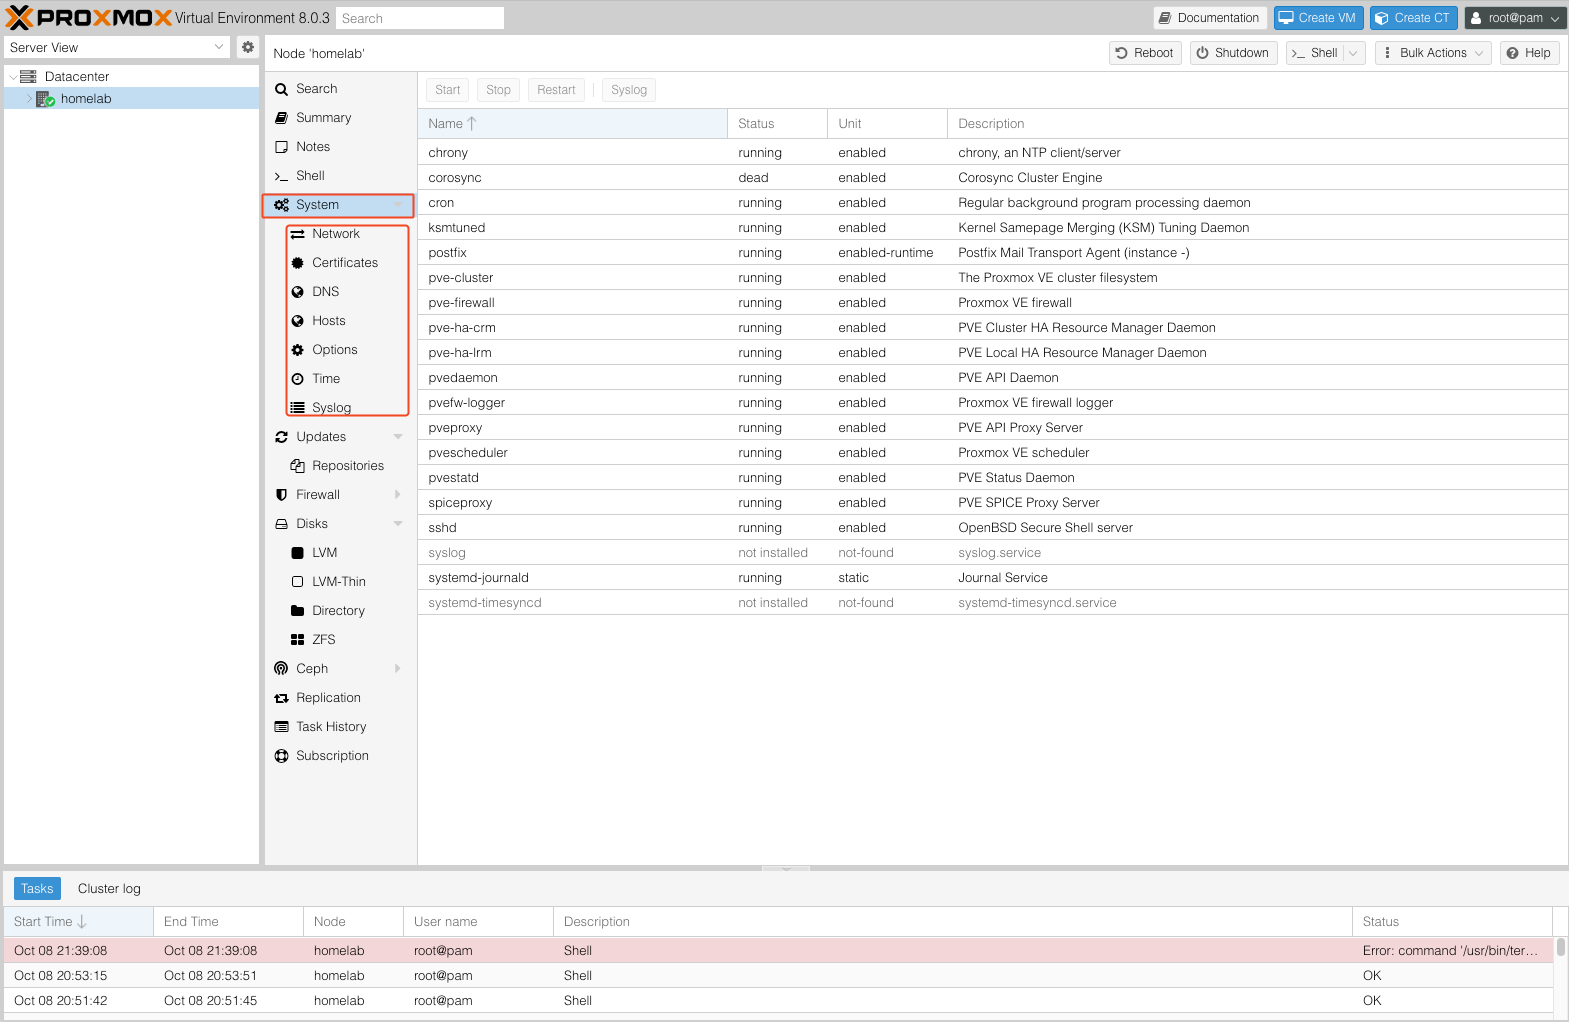 PROXMOX Virtual Environment 8.0.3 Search Documentation Create VM Create CT root@pam
Server View
Datacenter
homelab
Node 'homelab' Reboot Shutdown Shell Bulk Actions Help
Search
Summary
Notes
Shell
System
Network
Certificates
DNS
Hosts
Options
Time
Syslog
Updates
Repositories
Firewall
Disks
LVM
LVM-Thin
Directory
ZFS
Ceph
Replication
Task History
Subscription
Start Stop Restart Syslog
Name Status Unit Description
chrony running enabled chrony, an NTP client/server
corosync dead enabled Corosync Cluster Engine
cron running enabled Regular background program processing daemon
ksmtuned running enabled Kernel Samepage Merging (KSM) Tuning Daemon
postfix running enabled-runtime Postfix Mail Transport Agent (instance -)
pve-cluster running enabled The Proxmox VE cluster filesystem
pve-firewall running enabled Proxmox VE firewall
pve-ha-crm running enabled PVE Cluster HA Resource Manager Daemon
pve-ha-lrm running enabled PVE Local HA Resource Manager Daemon
pvedaemon running enabled PVE API Daemon
pvefw-logger running enabled Proxmox VE firewall logger
pveproxy running enabled PVE API Proxy Server
pvescheduler running enabled Proxmox VE scheduler
pvestatd running enabled PVE Status Daemon
spiceproxy running enabled PVE SPICE Proxy Server
sshd running enabled OpenBSD Secure Shell server
syslog not installed not-found syslog.service
systemd-journald running static Journal Service
systemd-timesyncd not installed not-found systemd-timesyncd.service
Tasks Cluster log
Start Time End Time Node User name Description Status
Oct 08 21:39:08 Oct 08 21:39:08 homelab root@pam Shell Error: command '/usr/bin/ter...
Oct 08 20:53:15 Oct 08 20:53:51 homelab root@pam Shell OK
Oct 08 20:51:42 Oct 08 20:51:45 homelab root@pam Shell OK